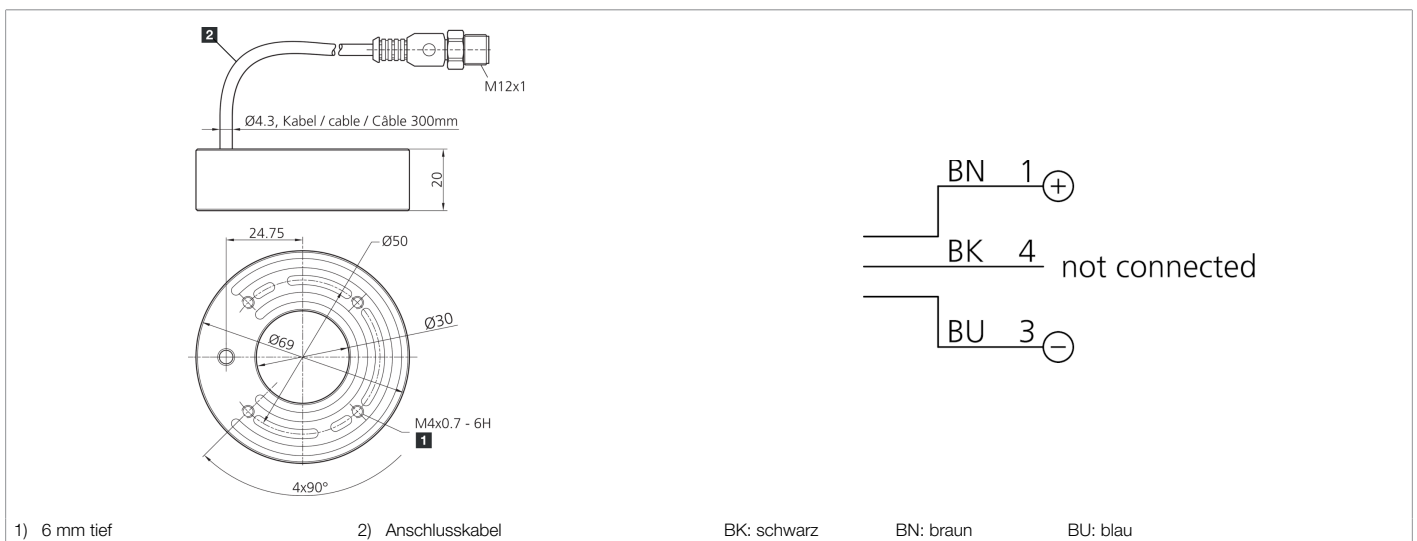 2
M12x1
Ø4.3, Kabel / cable / Câble 300mm
20
24.75
Ø50
Ø30
Ø69
M4x0.7 - 6H
1
4x90°
BN 1 +
BK 4 not connected
BU 3 −
1) 6 mm tief 2) Anschlusskabel BK: schwarz BN: braun BU: blau